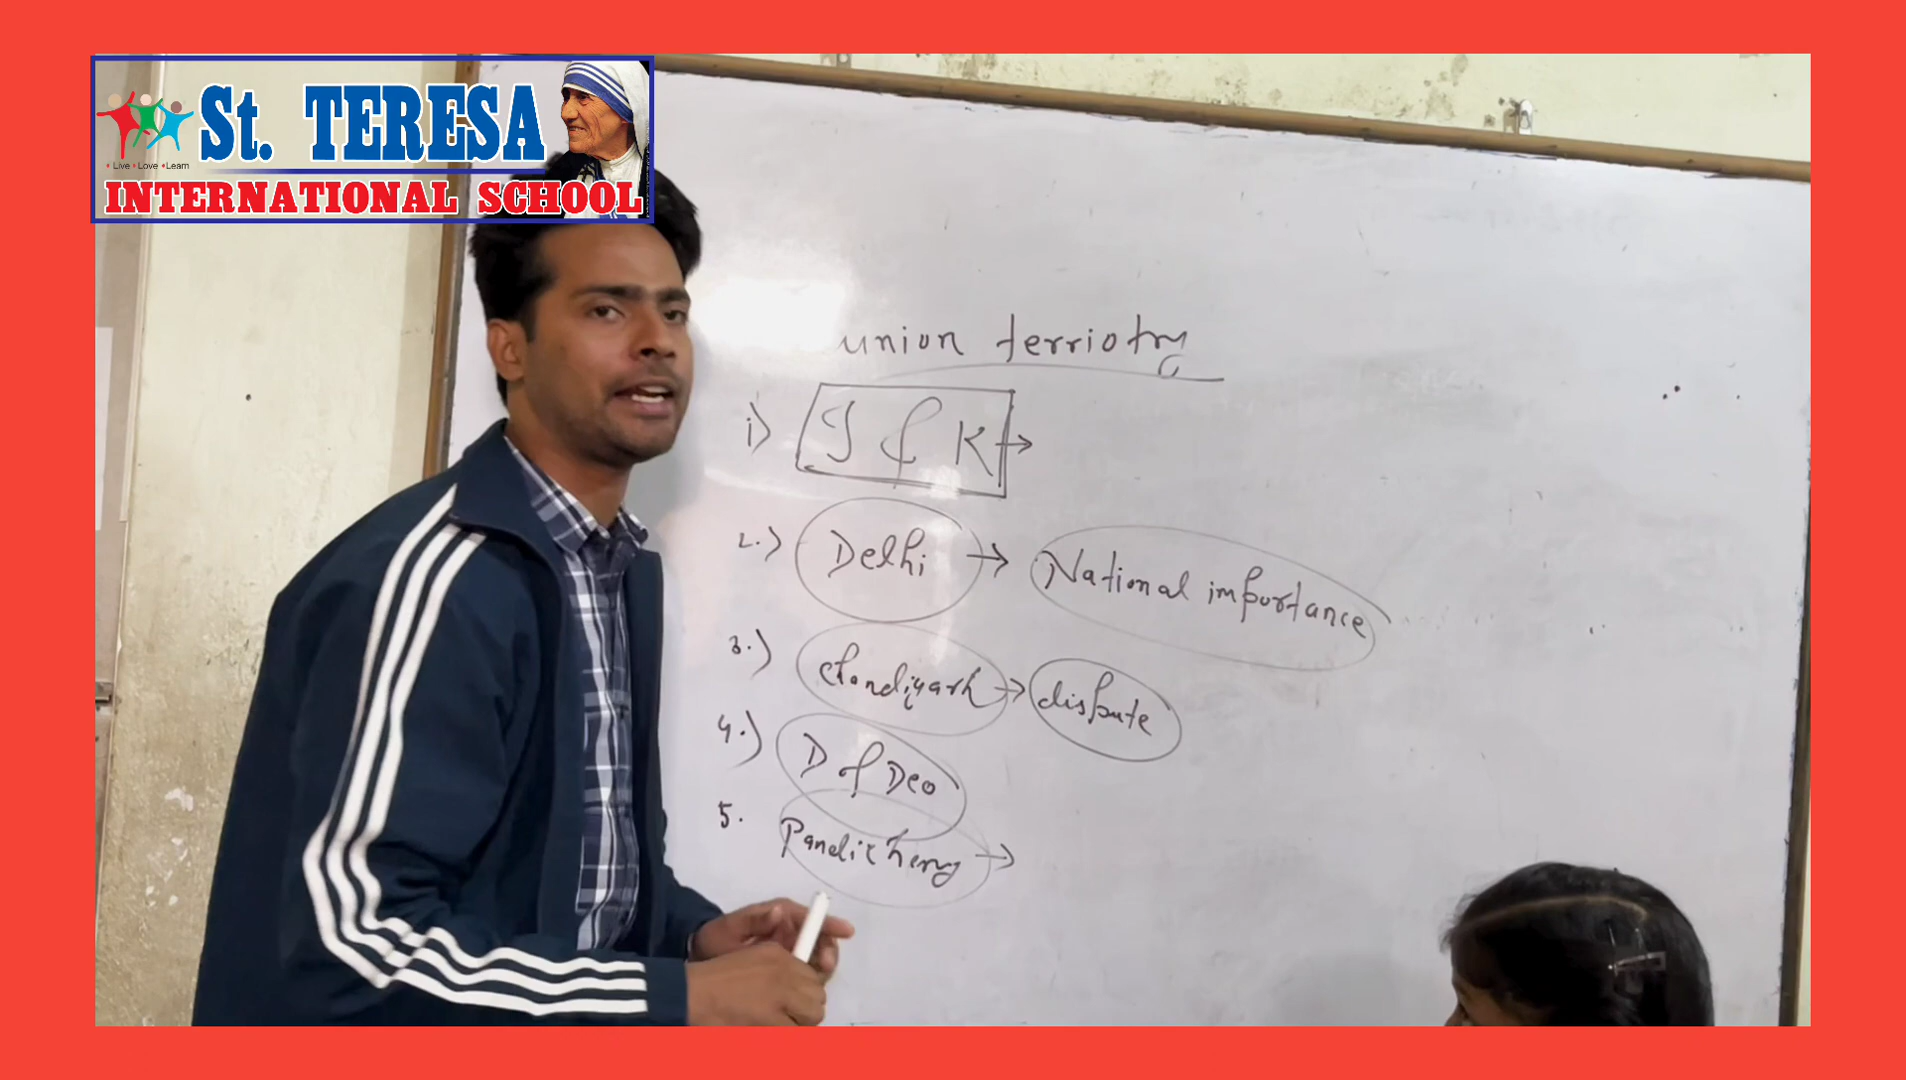 St. TERESA
• Live • Love • Learn
INTERNATIONAL SCHOOL
union terriotry
i) J & K →
2.) Delhi → National importance
3.) Chandigarh → dispute
4.) D & Deo
5. Pandicherry →